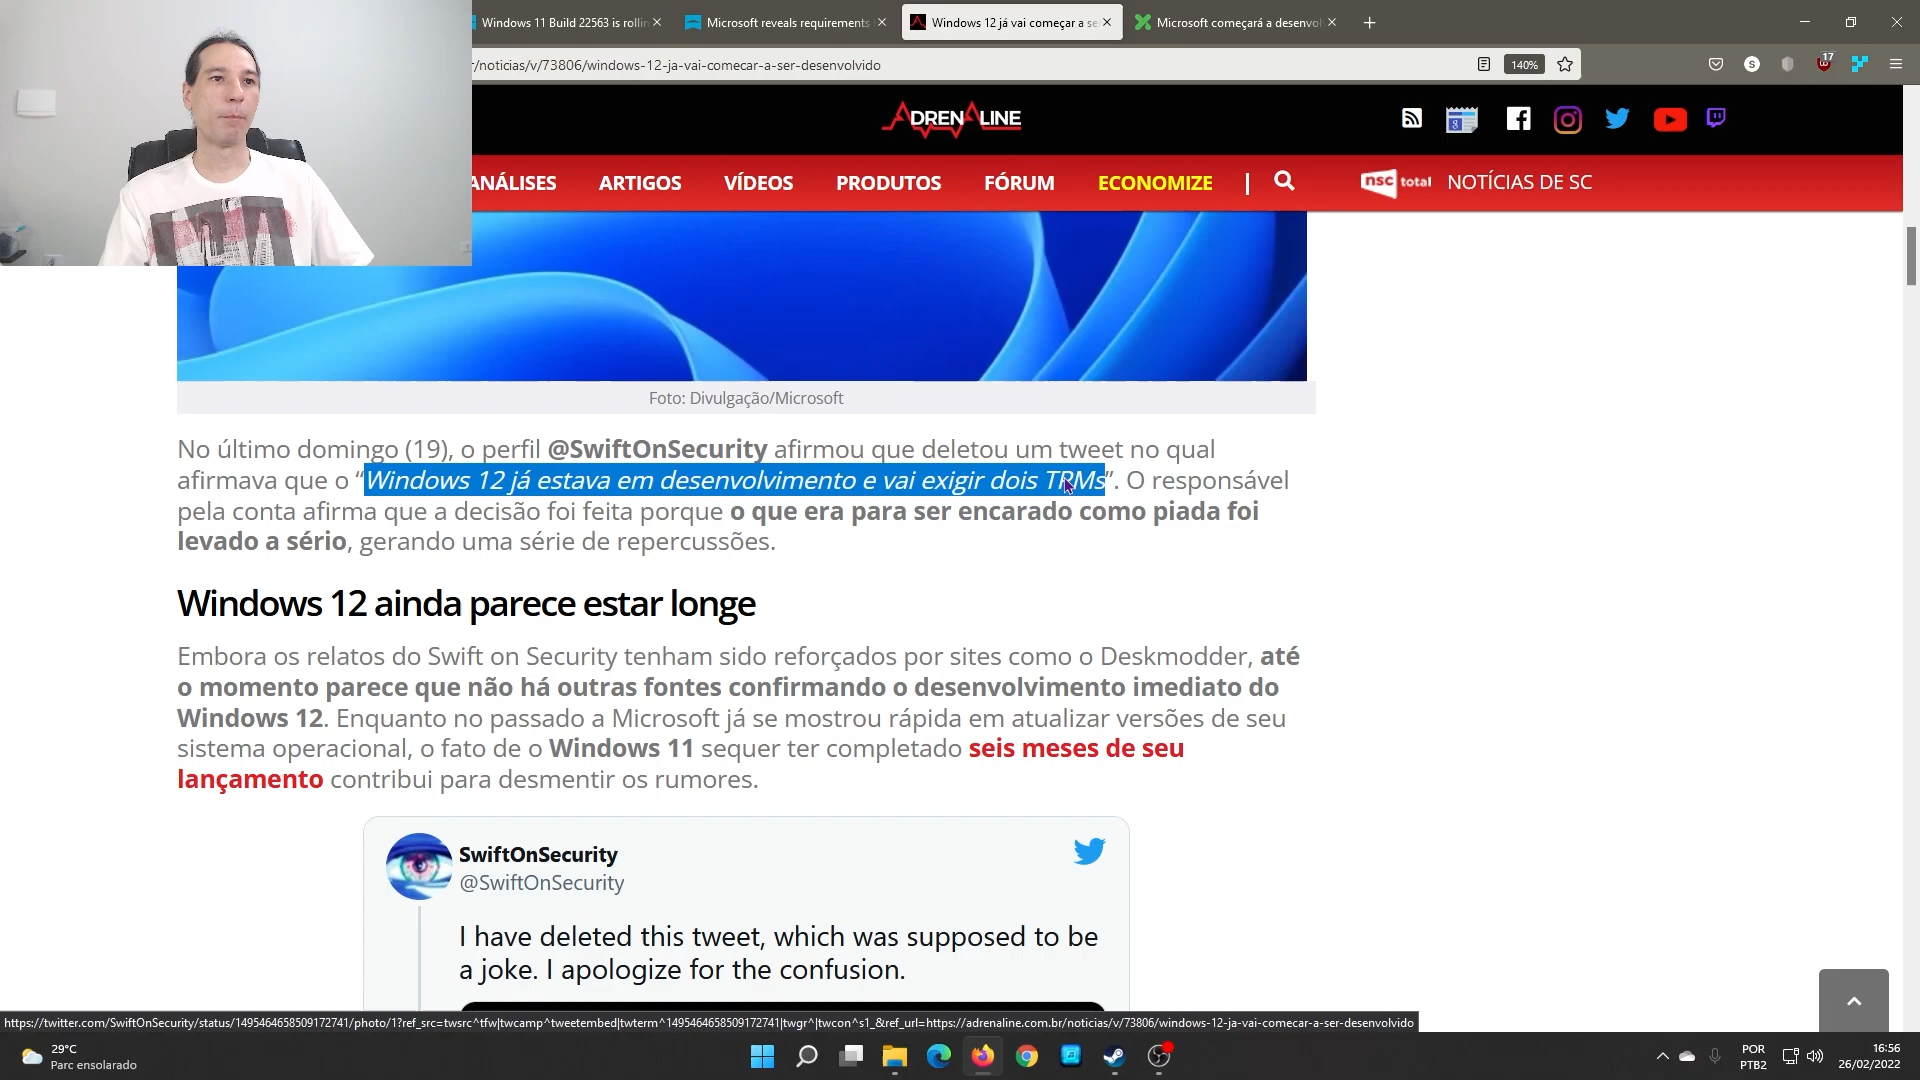 Windows 11 Build 22563 is rollin
Microsoft reveals requirements
Windows 12 já vai começar a se
Microsoft começará a desenvol
r/noticias/v/73806/windows-12-ja-vai-comecar-a-ser-desenvolvido
140%
S
17
ADRENALINE
ANÁLISES
ARTIGOS
VÍDEOS
PRODUTOS
FÓRUM
ECONOMIZE
|
nsc total
NOTÍCIAS DE SC
Foto: Divulgação/Microsoft
No último domingo (19), o perfil @SwiftOnSecurity afirmou que deletou um tweet no qual
afirmava que o “Windows 12 já estava em desenvolvimento e vai exigir dois TPMs”. O responsável
pela conta afirma que a decisão foi feita porque o que era para ser encarado como piada foi
levado a sério, gerando uma série de repercussões.
Windows 12 ainda parece estar longe
Embora os relatos do Swift on Security tenham sido reforçados por sites como o Deskmodder, até
o momento parece que não há outras fontes confirmando o desenvolvimento imediato do
Windows 12. Enquanto no passado a Microsoft já se mostrou rápida em atualizar versões de seu
sistema operacional, o fato de o Windows 11 sequer ter completado seis meses de seu
lançamento contribui para desmentir os rumores.
SwiftOnSecurity
@SwiftOnSecurity
I have deleted this tweet, which was supposed to be
a joke. I apologize for the confusion.
https://twitter.com/SwiftOnSecurity/status/1495464658509172741/photo/1?ref_src=twsrc^tfw|twcamp^tweetembed|twterm^1495464658509172741|twgr^|twcon^s1_&ref_url=https://adrenaline.com.br/noticias/v/73806/windows-12-ja-vai-comecar-a-ser-desenvolvido
29°C
Parc ensolarado
POR
PTB2
16:56
26/02/2022